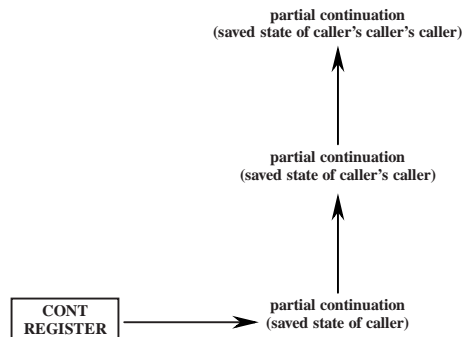 partial continuation
(saved state of caller's caller's caller)
partial continuation
(saved state of caller's caller)
CONT
REGISTER
partial continuation
(saved state of caller)